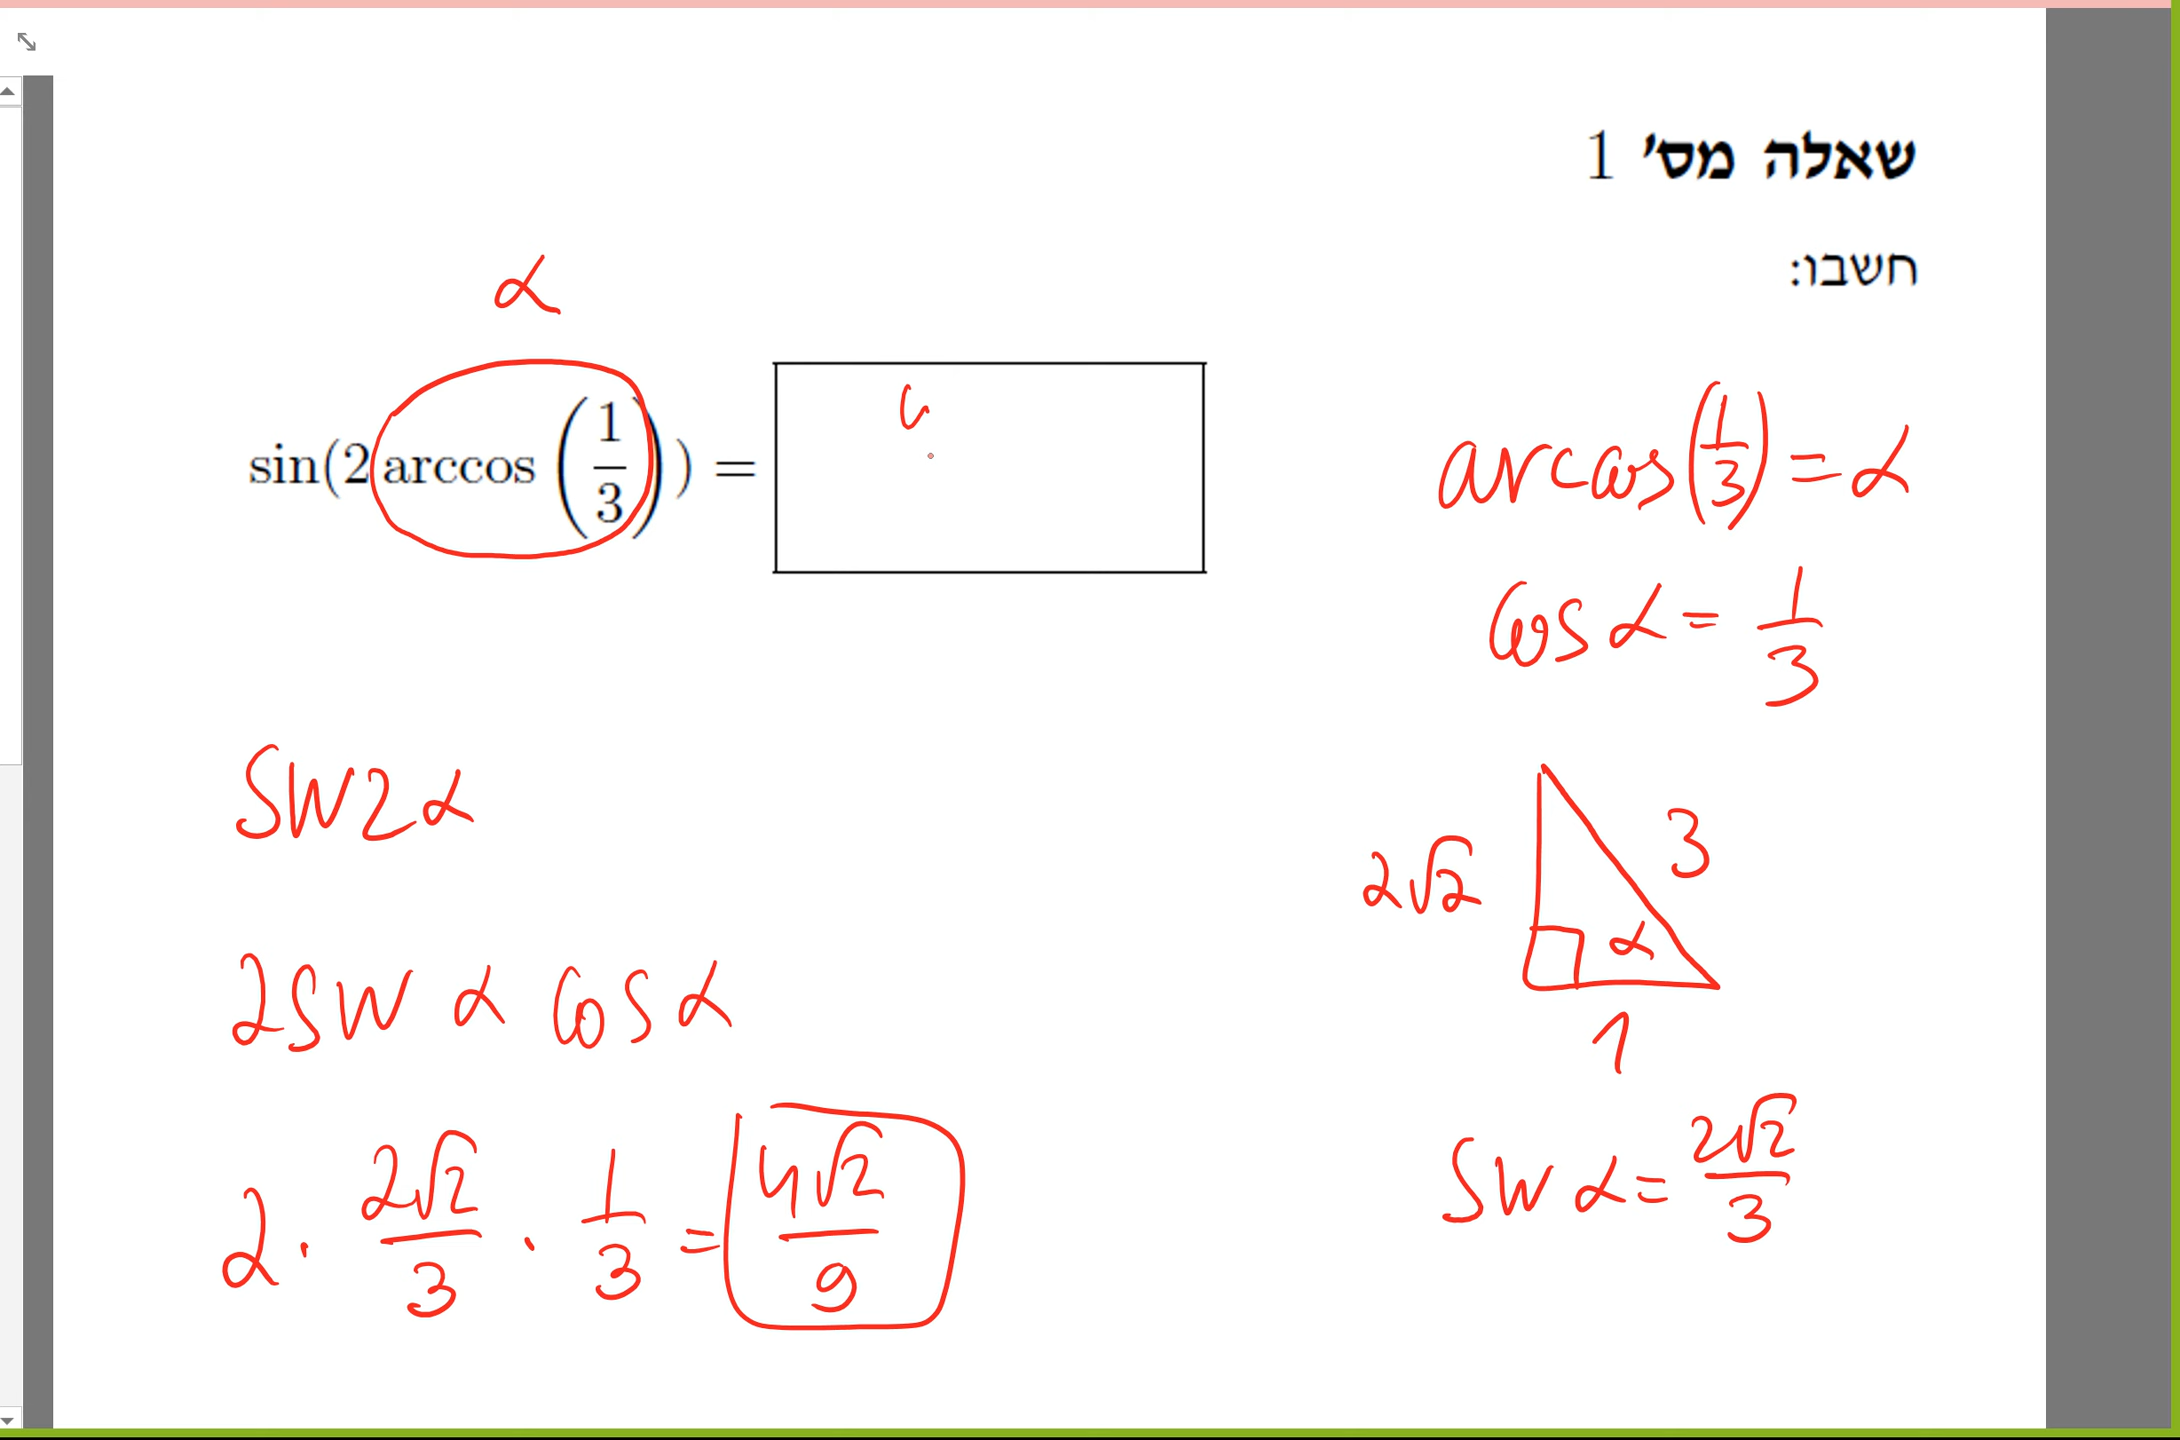 שאלה מס' 1
חשבו:
α
sin(2 arccos (1/3)) =
arccos(1/3) = α
cos α = 1/3
sin 2α
2√2
3
α
1
2 sin α cos α
sin α = 2√2/3
2 · 2√2/3 · 1/3 = 4√2/9